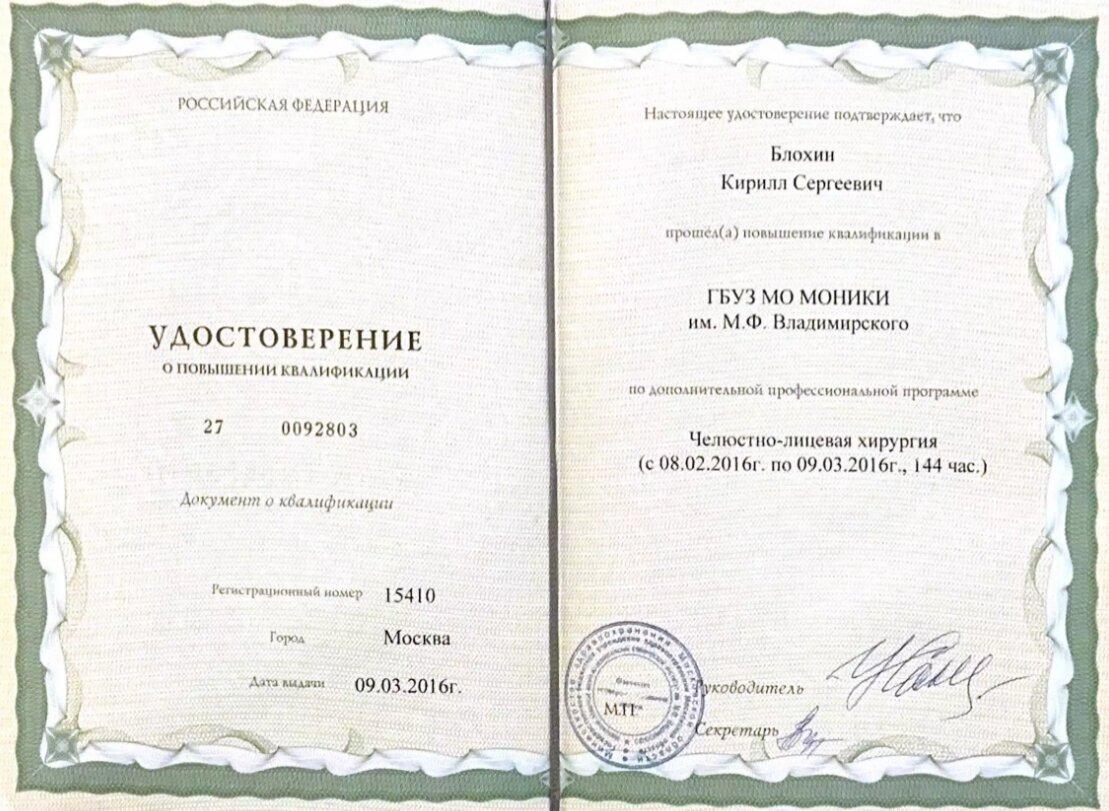 РОССИЙСКАЯ ФЕДЕРАЦИЯ
УДОСТОВЕРЕНИЕ
О ПОВЫШЕНИИ КВАЛИФИКАЦИИ
27 0092803
Документ о квалификации
Регистрационный номер 15410
Город Москва
Дата выдачи 09.03.2016г.
Настоящее удостоверение подтверждает, что
Блохин
Кирилл Сергеевич
прошел(а) повышение квалификации в
ГБУЗ МО МОНИКИ
им. М.Ф. Владимирского
по дополнительной профессиональной программе
Челюстно-лицевая хирургия
(с 08.02.2016г. по 09.03.2016г., 144 час.)
М.П.
Руководитель
Секретарь